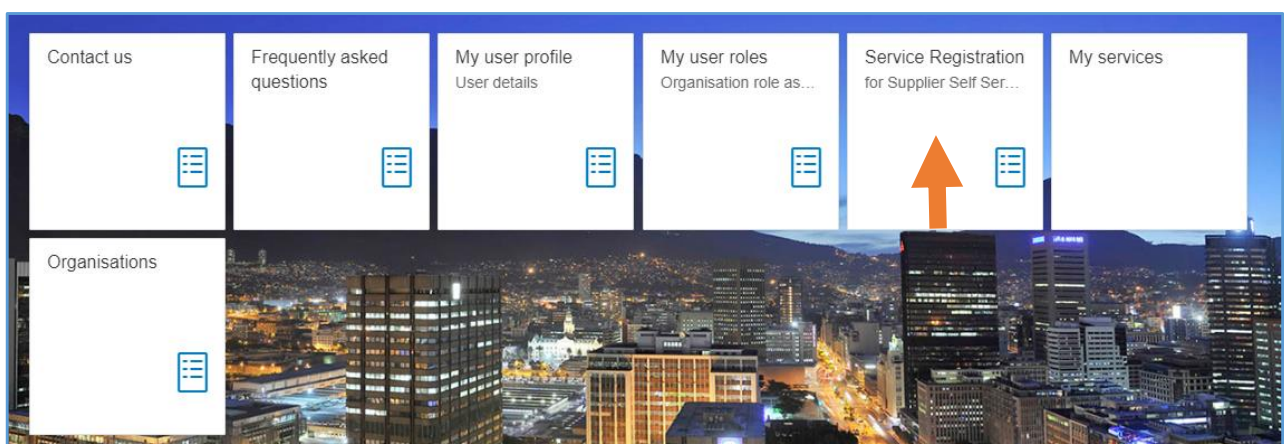 Contact us
Frequently asked
questions
My user profile
User details
My user roles
Organisation role as...
Service Registration
for Supplier Self Ser...
My services
Organisations